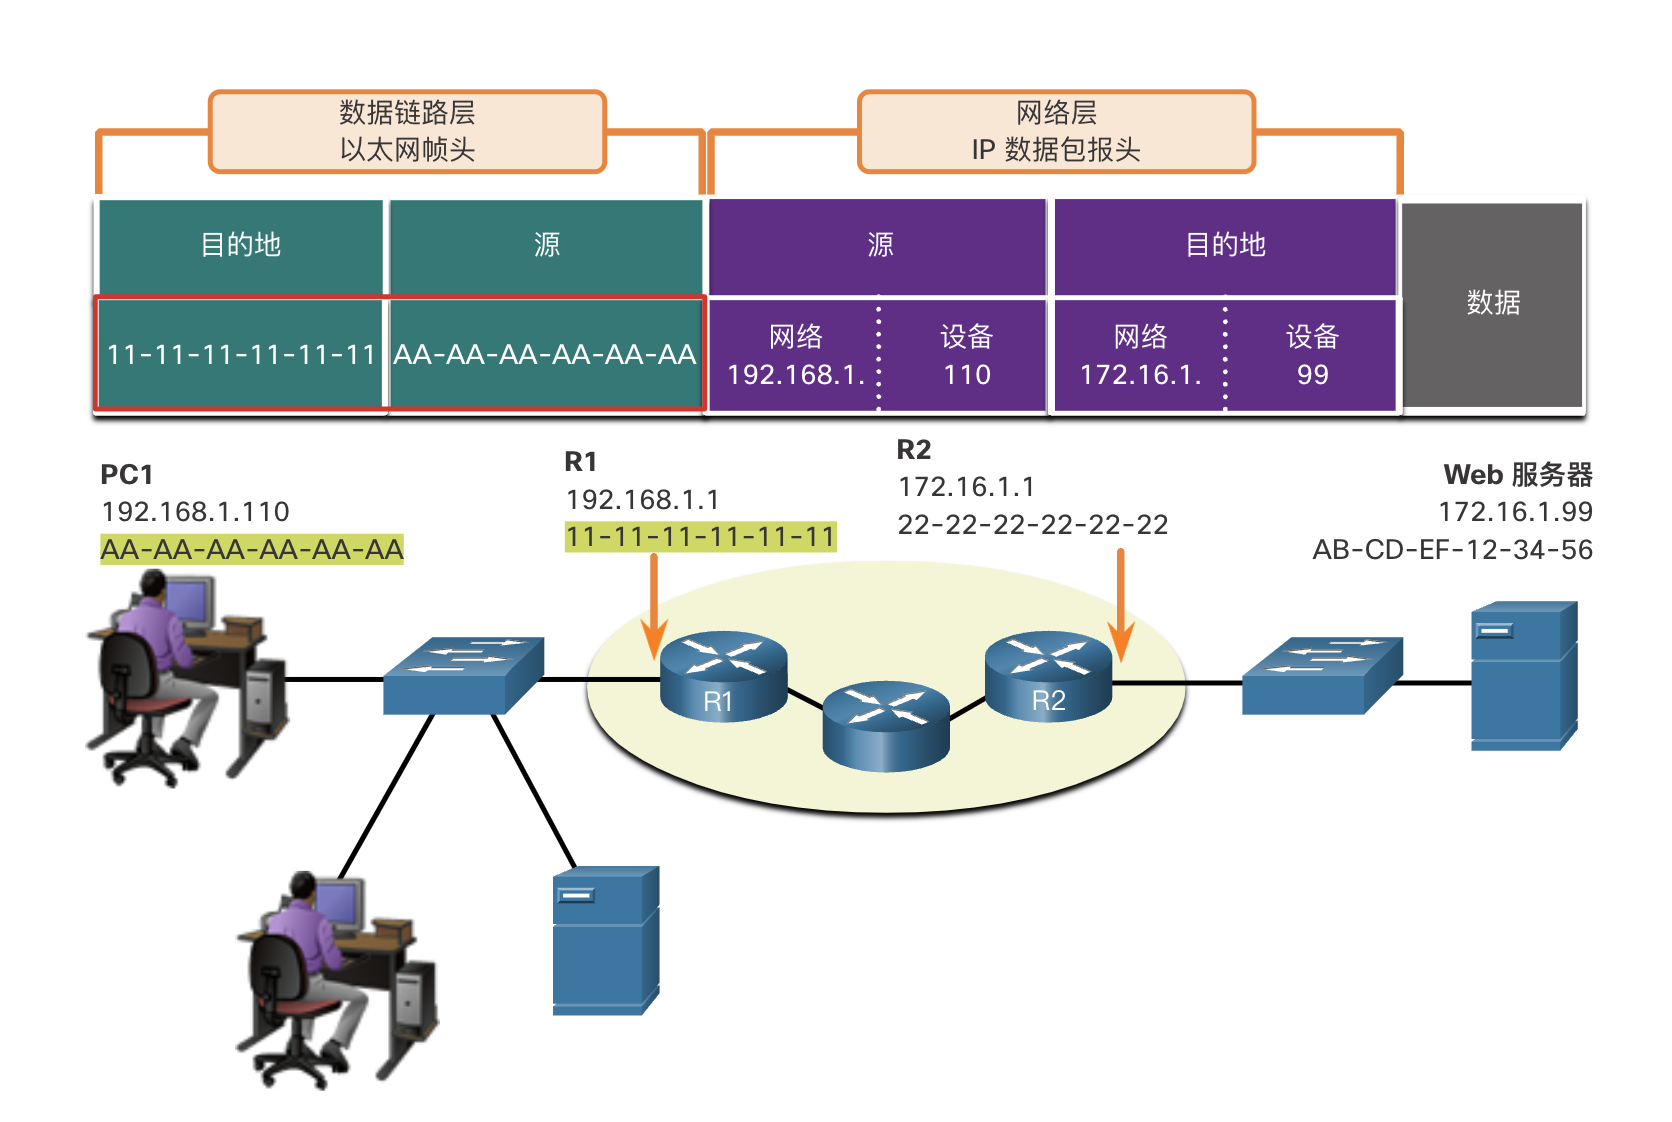 数据链路层
以太网帧头
网络层
IP 数据包报头
目的地
源
源
目的地
数据
11-11-11-11-11-11
AA-AA-AA-AA-AA-AA
网络
192.168.1.
设备
110
网络
172.16.1.
设备
99
PC1
192.168.1.110
AA-AA-AA-AA-AA-AA
R1
192.168.1.1
11-11-11-11-11-11
R2
172.16.1.1
22-22-22-22-22-22
Web 服务器
172.16.1.99
AB-CD-EF-12-34-56
R1
R2